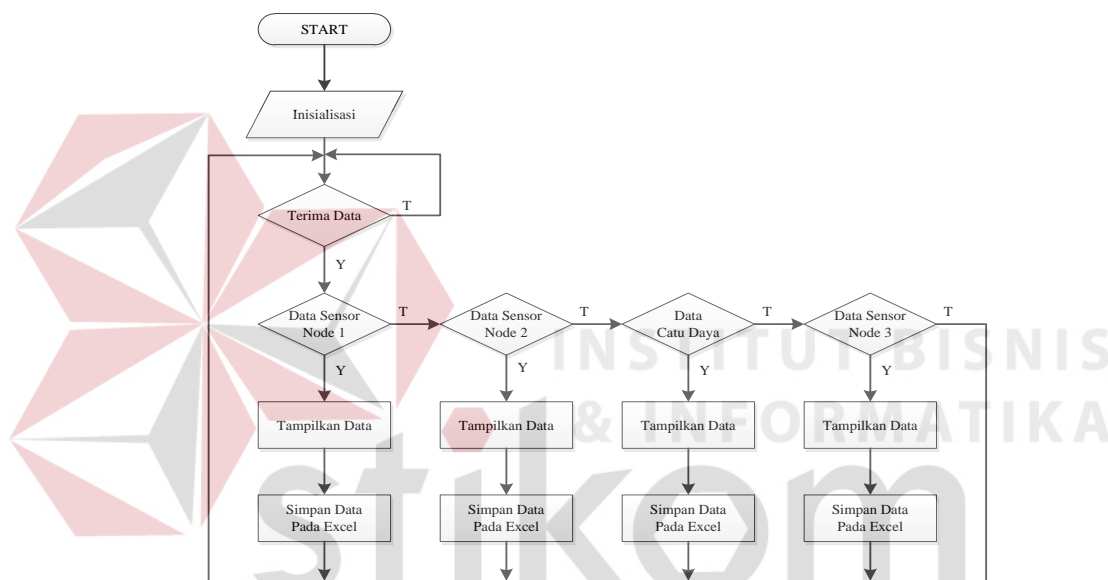 START
Inisialisasi
Terima Data
T
Y
Data Sensor
Node 1
T
Data Sensor
Node 2
T
Data
Catu Daya
T
Data Sensor
Node 3
T
Y
Y
Y
Y
Tampilkan Data
Tampilkan Data
Tampilkan Data
Tampilkan Data
Simpan Data
Pada Excel
Simpan Data
Pada Excel
Simpan Data
Pada Excel
Simpan Data
Pada Excel
INSTITUT BISNIS
& INFORMATIKA
stikom